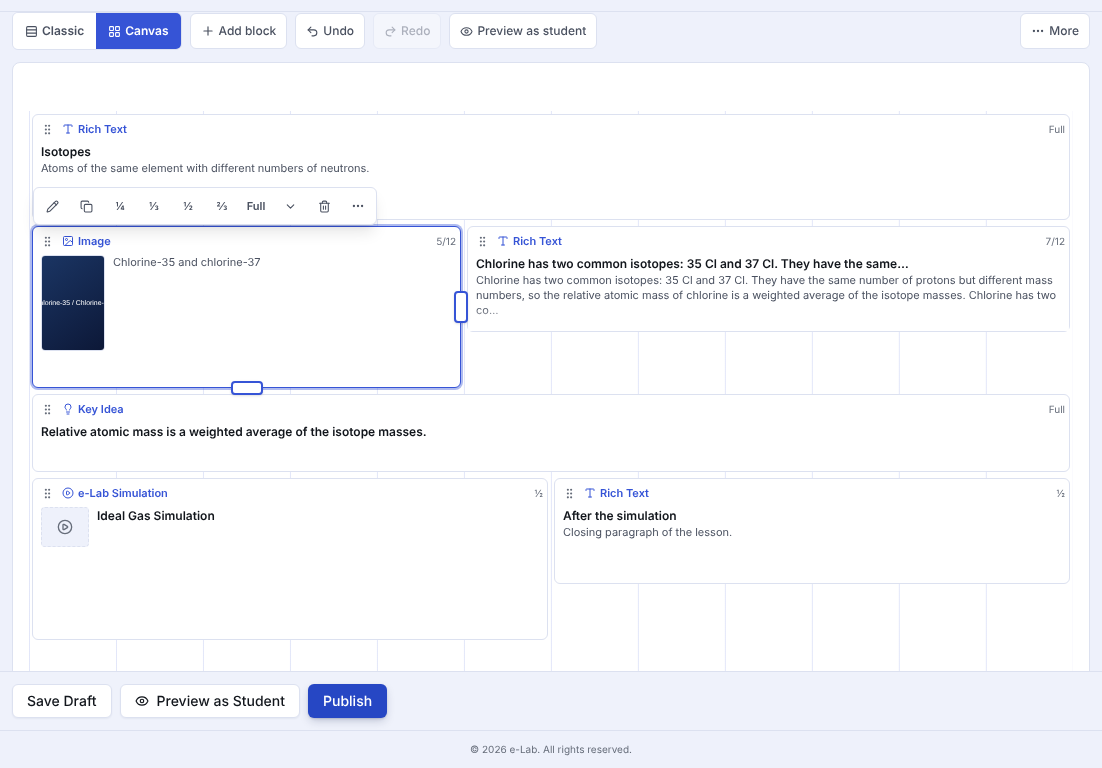 Classic
Canvas
Add block
Undo
Redo
Preview as student
More
Rich Text
Full
Isotopes
Atoms of the same element with different numbers of neutrons.
¼
⅓
½
⅔
Full
Image
5/12
Chlorine-35 and chlorine-37
lorine-35 / Chlorine-
Rich Text
7/12
Chlorine has two common isotopes: 35 Cl and 37 Cl. They have the same…
Chlorine has two common isotopes: 35 Cl and 37 Cl. They have the same number of protons but different mass
numbers, so the relative atomic mass of chlorine is a weighted average of the isotope masses. Chlorine has two
co…
Key Idea
Full
Relative atomic mass is a weighted average of the isotope masses.
e-Lab Simulation
½
Ideal Gas Simulation
Rich Text
½
After the simulation
Closing paragraph of the lesson.
Save Draft
Preview as Student
Publish
© 2026 e-Lab. All rights reserved.